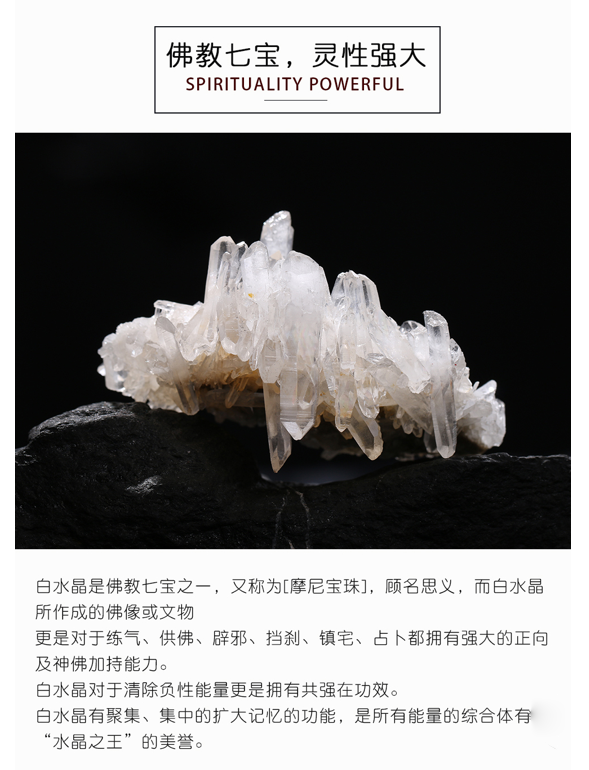 佛教七宝，灵性强大
SPIRITUALITY POWERFUL
白水晶是佛教七宝之一，又称为[摩尼宝珠]，顾名思义，而白水晶
所作成的佛像或文物
更是对于练气、供佛、辟邪、挡刹、镇宅、占卜都拥有强大的正向
及神佛加持能力。
白水晶对于清除负性能量更是拥有共强在功效。
白水晶有聚集、集中的扩大记忆的功能，是所有能量的综合体有
“水晶之王”的美誉。